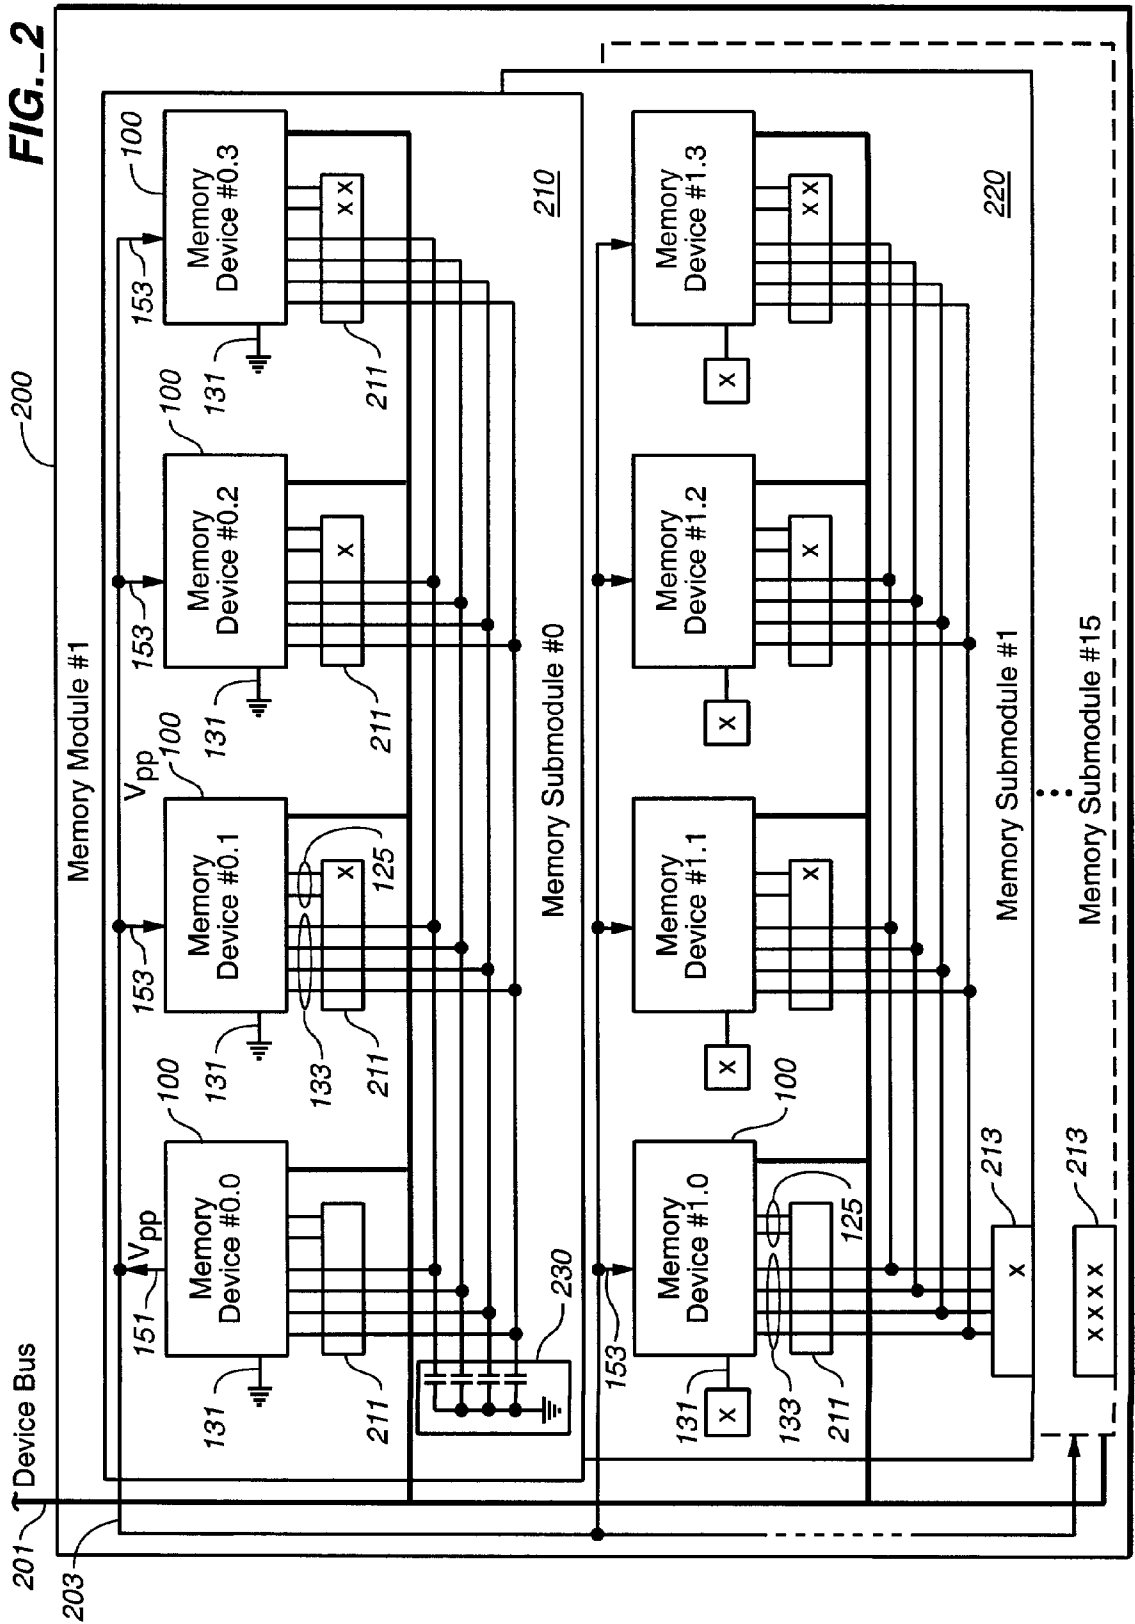 FIG._2
200
201
Device Bus
203
Memory Module #1
Vpp
151
153
153
153
Vpp
100
100
100
100
Memory
Device #0.0
Memory
Device #0.1
Memory
Device #0.2
Memory
Device #0.3
131
131
131
131
133
125
X
X
X X
211
211
211
211
230
210
Memory Submodule #0
153
100
Memory
Device #1.0
Memory
Device #1.1
Memory
Device #1.2
Memory
Device #1.3
131
X
X
X
X
133
125
X
X
X X
211
220
213
X
Memory Submodule #1
213
X X X X
Memory Submodule #15